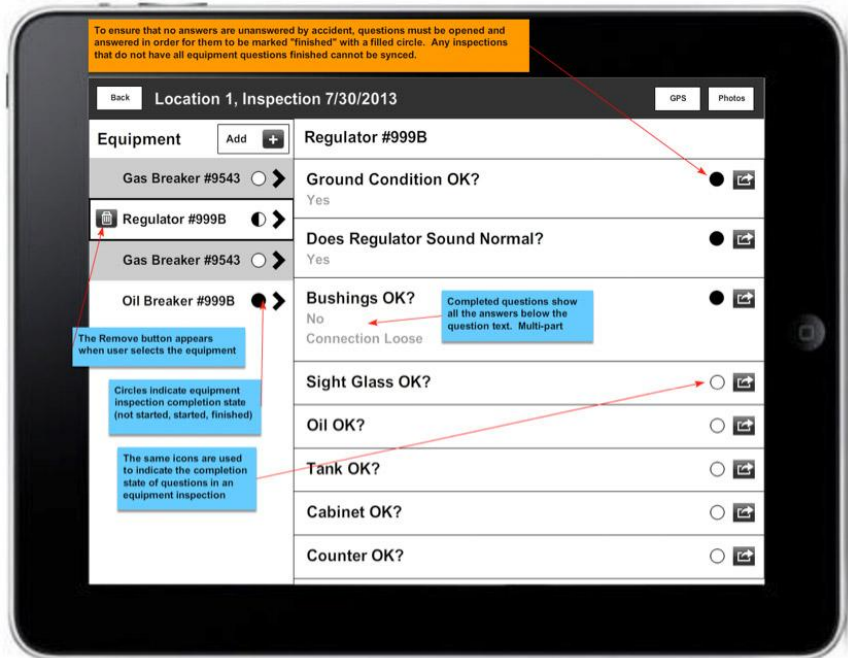 To ensure that no answers are unanswered by accident, questions must be opened and
answered in order for them to be marked "finished" with a filled circle. Any inspections
that do not have all equipment questions finished cannot be synced.
Back
Location 1, Inspection 7/30/2013
GPS
Photos
Equipment
Add
Gas Breaker #9543
Regulator #999B
Gas Breaker #9543
Oil Breaker #999B
The Remove button appears
when user selects the equipment
Circles indicate equipment
inspection completion state
(not started, started, finished)
The same icons are used
to indicate the completion
state of questions in an
equipment inspection
Regulator #999B
Ground Condition OK?
Yes
Does Regulator Sound Normal?
Yes
Bushings OK?
No
Connection Loose
Completed questions show
all the answers below the
question text. Multi-part
Sight Glass OK?
Oil OK?
Tank OK?
Cabinet OK?
Counter OK?